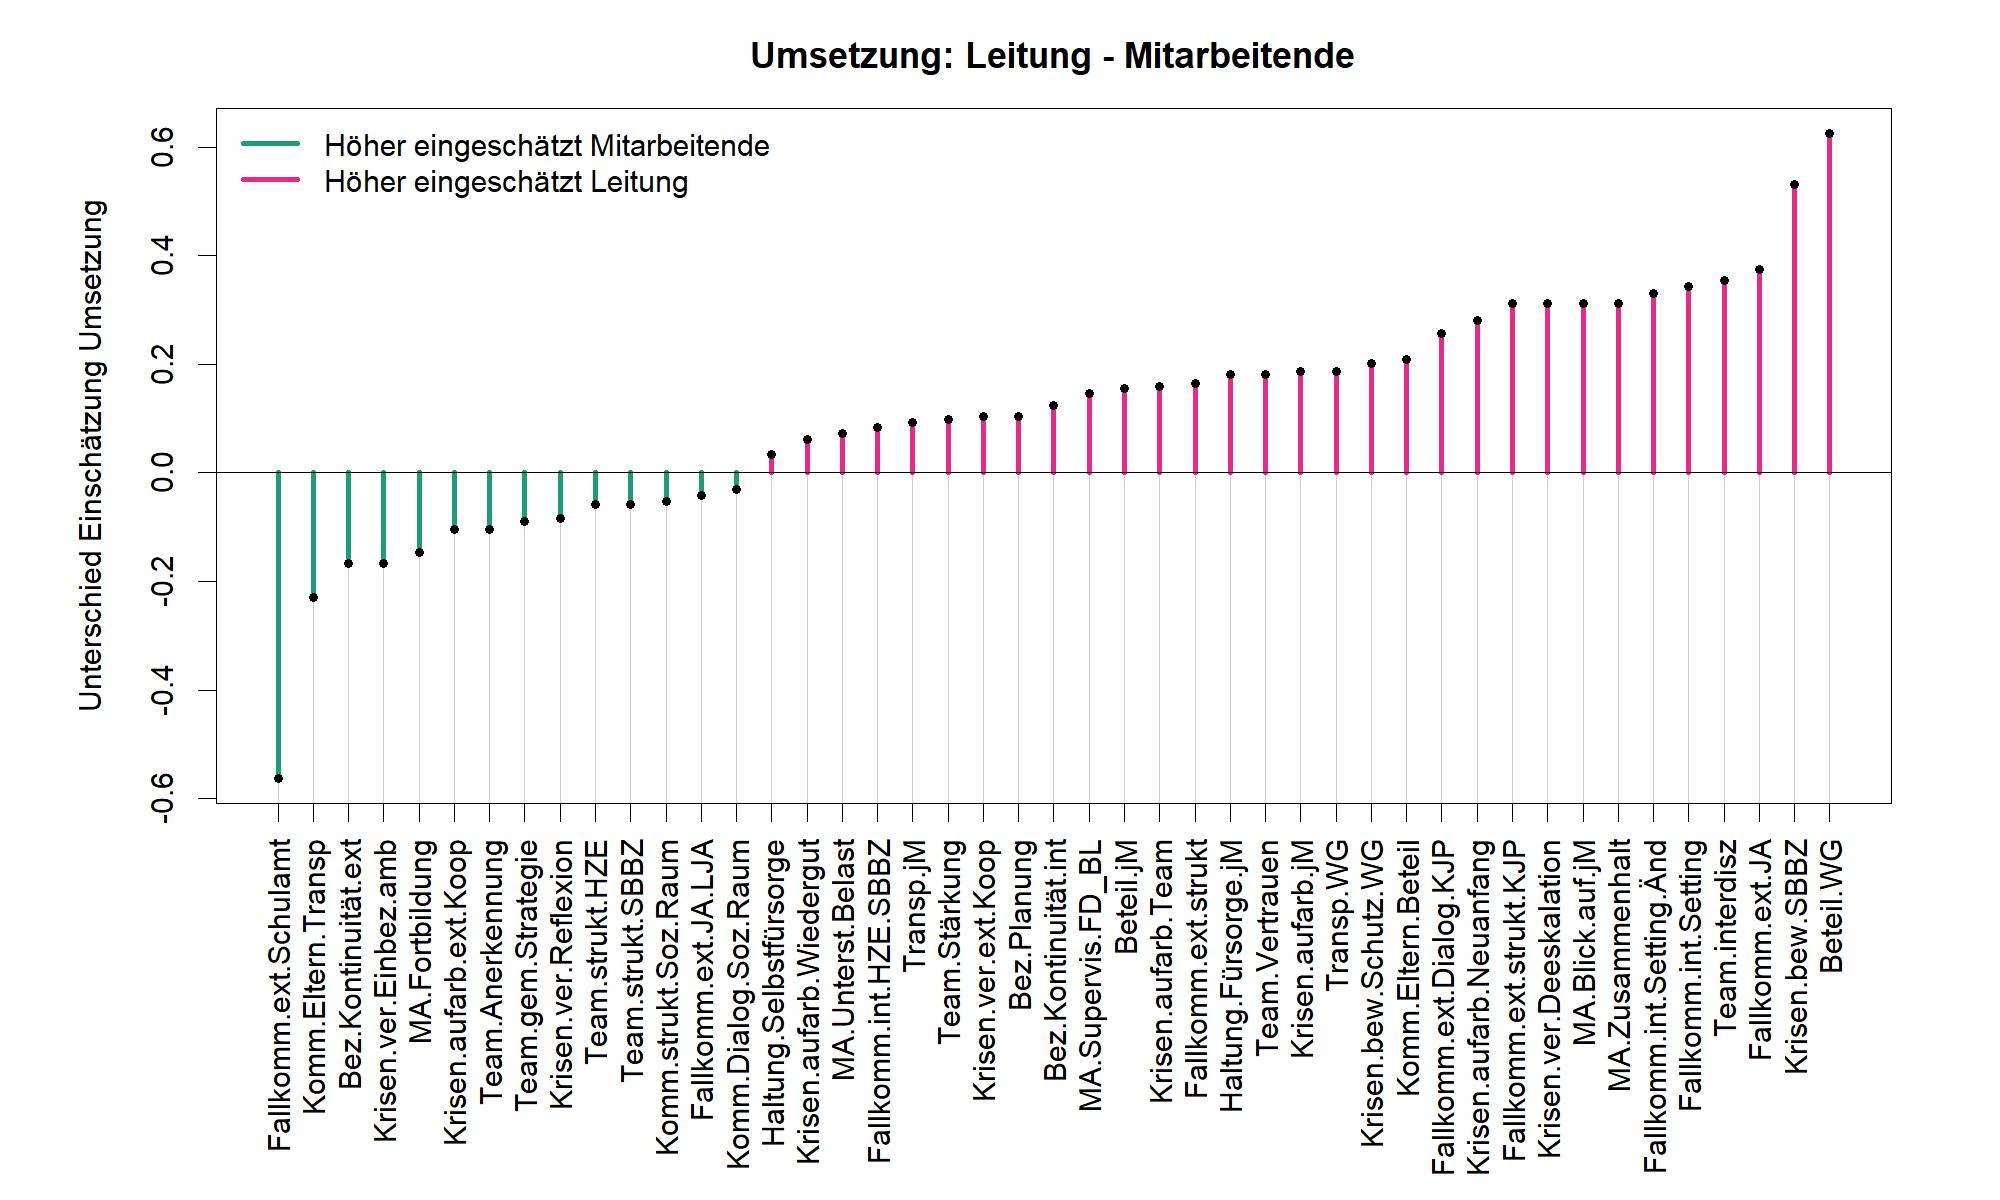 Umsetzung: Leitung - Mitarbeitende
Höher eingeschätzt Mitarbeitende
Höher eingeschätzt Leitung
Unterschied Einschätzung Umsetzung
0.6
0.4
0.2
0.0
-0.2
-0.4
-0.6
Fallkomm.ext.Schulamt
Komm.Eltern.Transp
Bez.Kontinuität.ext
Krisen.ver.Einbez.amb
MA.Fortbildung
Krisen.aufarb.ext.Koop
Team.Anerkennung
Team.gem.Strategie
Krisen.ver.Reflexion
Team.strukt.HZE
Team.strukt.SBBZ
Komm.strukt.Soz.Raum
Fallkomm.ext.JA.LJA
Komm.Dialog.Soz.Raum
Haltung.Selbstfürsorge
Krisen.aufarb.Wiedergut
MA.Unterst.Belast
Fallkomm.int.HZE.SBBZ
Transp.jM
Team.Stärkung
Krisen.ver.ext.Koop
Bez.Planung
Bez.Kontinuität.int
MA.Supervis.FD_BL
Beteil.jM
Krisen.aufarb.Team
Fallkomm.ext.strukt
Haltung.Fürsorge.jM
Team.Vertrauen
Krisen.aufarb.jM
Transp.WG
Krisen.bew.Schutz.WG
Komm.Eltern.Beteil
Fallkomm.ext.Dialog.KJP
Krisen.aufarb.Neuanfang
Fallkomm.ext.strukt.KJP
Krisen.ver.Deeskalation
MA.Blick.auf.jM
MA.Zusammenhalt
Fallkomm.int.Setting.Änd
Fallkomm.int.Setting
Team.interdisz
Fallkomm.ext.JA
Krisen.bew.SBBZ
Beteil.WG